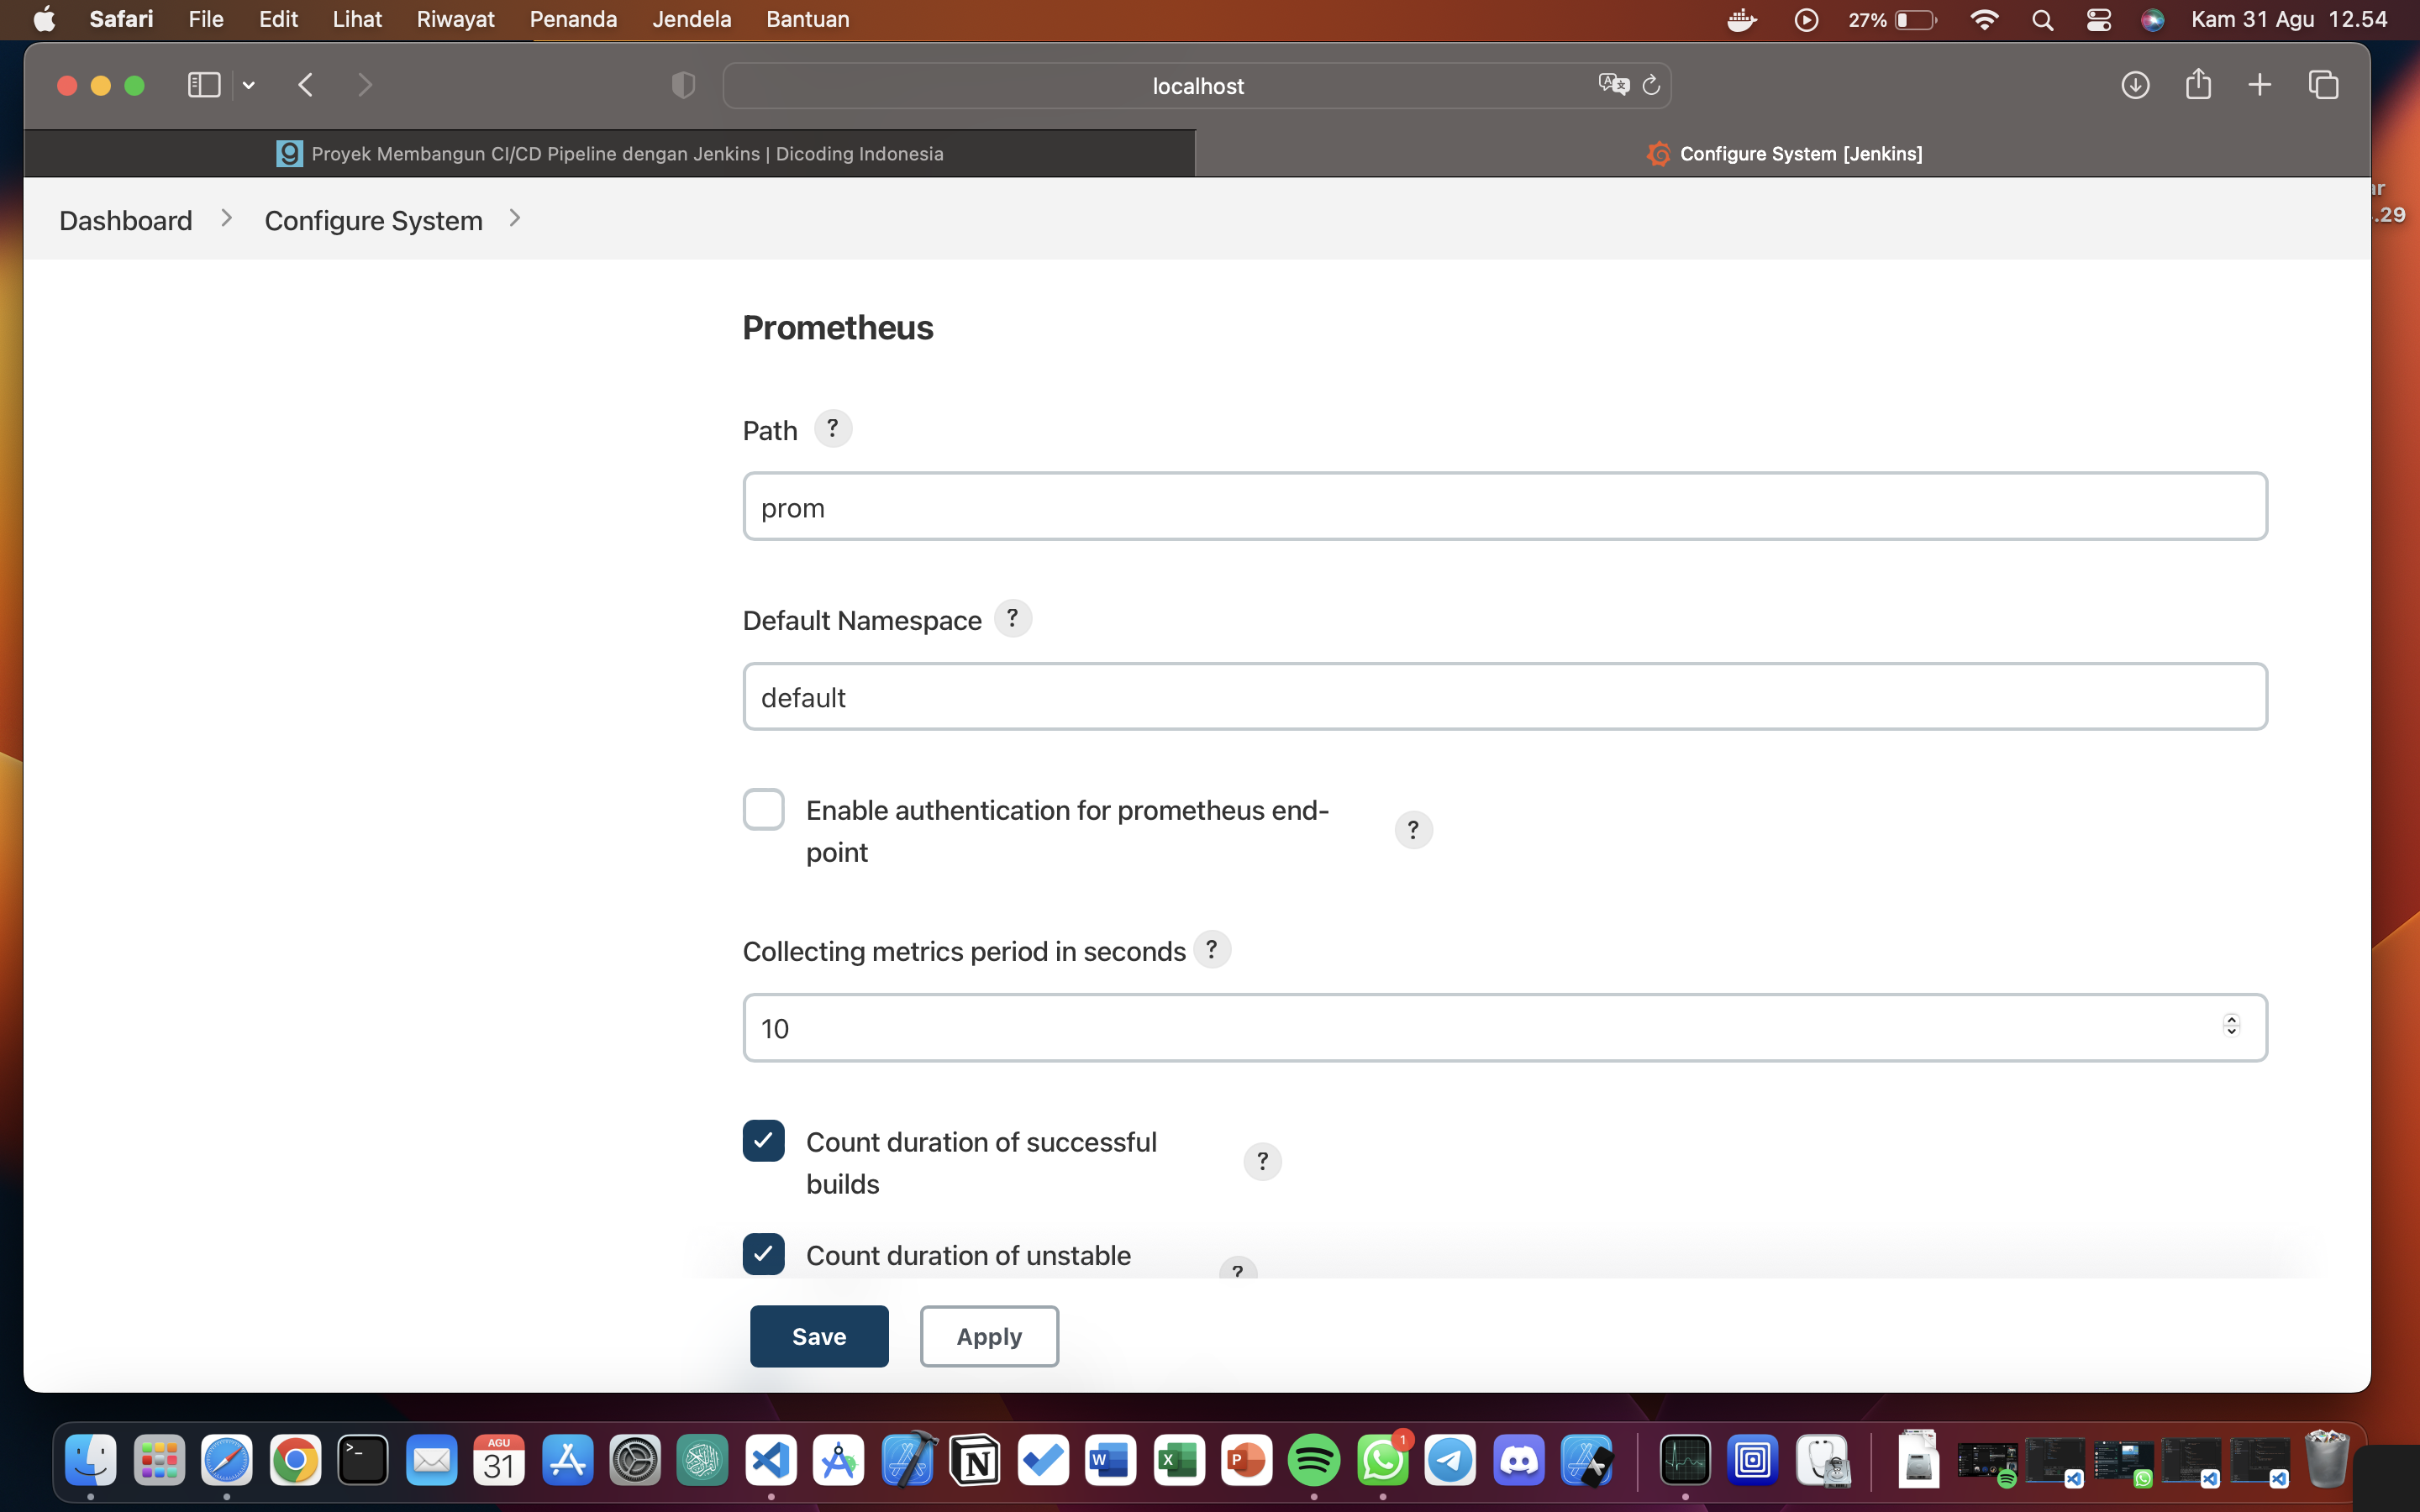 Safari File Edit Lihat Riwayat Penanda Jendela Bantuan 27% Kam 31 Agu 12.54
localhost
Proyek Membangun CI/CD Pipeline dengan Jenkins | Dicoding Indonesia
Configure System [Jenkins]
.29
Dashboard Configure System
Prometheus
Path ?
prom
Default Namespace ?
default
Enable authentication for prometheus end-
point
?
Collecting metrics period in seconds ?
10
Count duration of successful
builds
?
Count duration of unstable
?
Save Apply
AGU
31
1